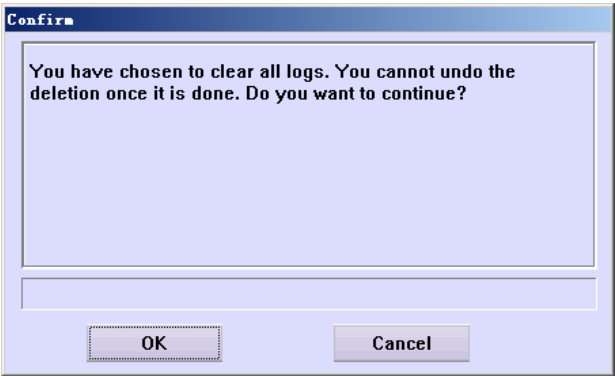 Confirm
You have chosen to clear all logs. You cannot undo the
deletion once it is done. Do you want to continue?
OK
Cancel